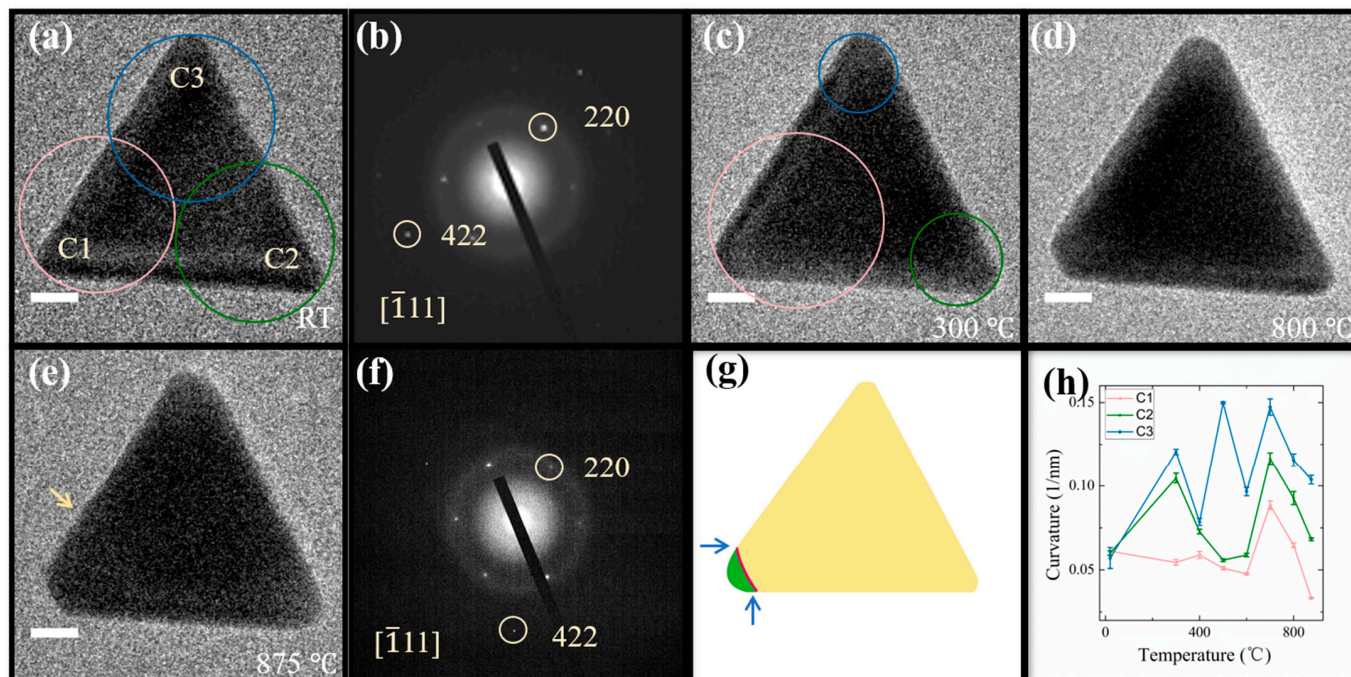 (a)
C3
C1
C2
RT
(b)
220
422
[1̅11]
(c)
300 ℃
(d)
800 ℃
(e)
875 ℃
(f)
220
422
[1̅11]
(g)
(h)
C1
C2
C3
0.15
0.10
0.05
Curvature (1/nm)
0
400
800
Temperature (℃)